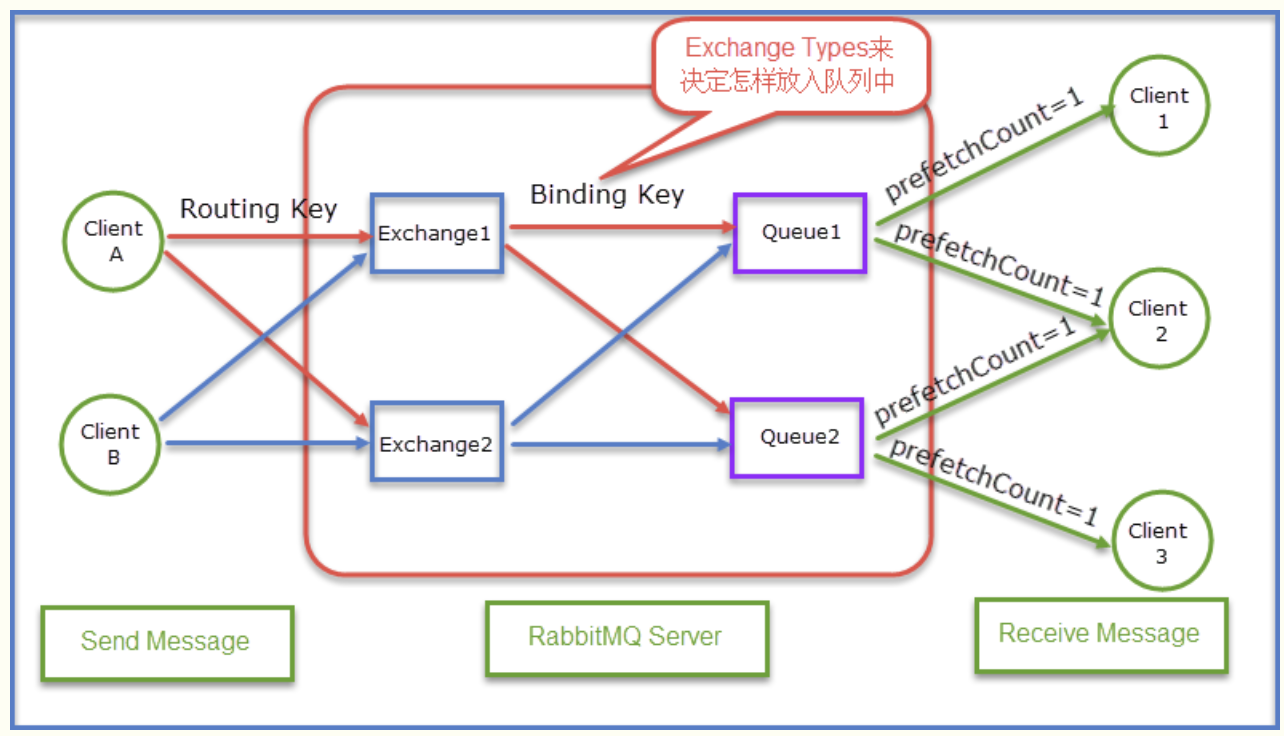 Exchange Types来
决定怎样放入队列中
Client
1
prefetchCount=1
Routing Key
Binding Key
Client
A
Exchange1
Queue1
prefetchCount=1
Client
2
prefetchCount=1
Client
B
Exchange2
Queue2
prefetchCount=1
Client
3
Send Message
RabbitMQ Server
Receive Message